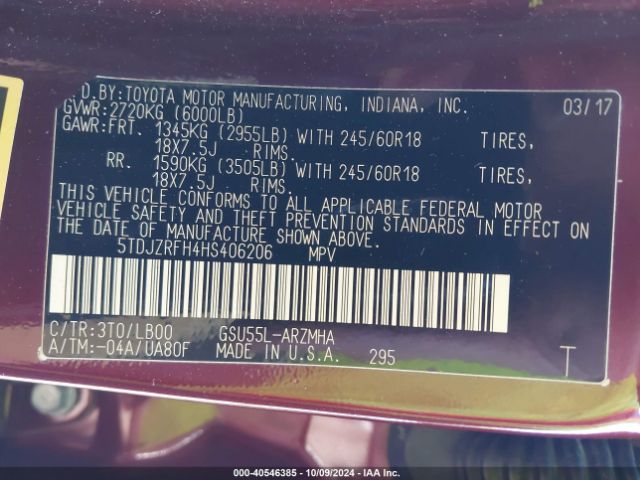 D. BY: TOYOTA MOTOR MANUFACTURING, INDIANA, INC. 03/17
GVWR: 2720KG (6000LB)
GAWR: FRT. 1345KG (2955LB) WITH 245/60R18 TIRES,
18X7.5J RIMS.
RR. 1590KG (3505LB) WITH 245/60R18 TIRES,
18X7.5J RIMS.
THIS VEHICLE CONFORMS TO ALL APPLICABLE FEDERAL MOTOR
VEHICLE SAFETY AND THEFT PREVENTION STANDARDS IN EFFECT ON
THE DATE OF MANUFACTURE SHOWN ABOVE.
5TDJZRFH4HS406206 MPV
C/TR: 3T0/LB00 GSU55L-ARZMHA
A/TM: -04A/UA80F MADE IN U.S.A. 295 T
000-40546385 - 10/09/2024 - IAA Inc.